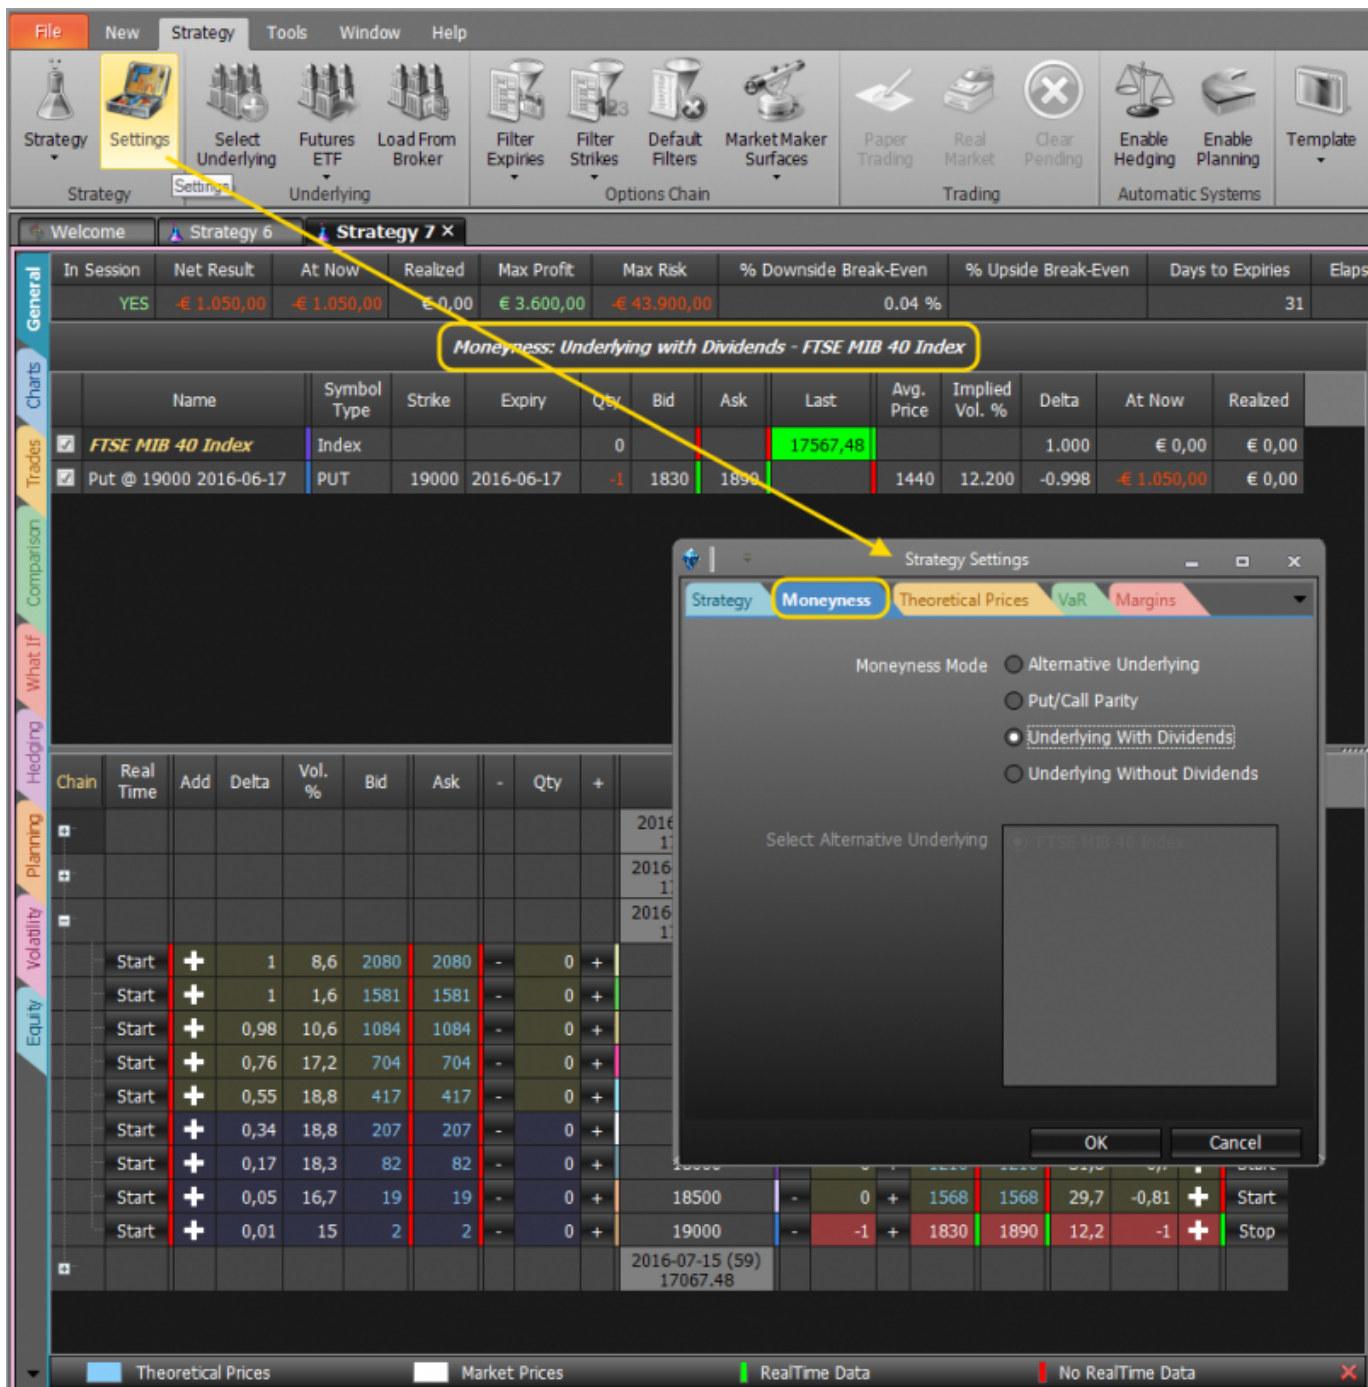 File New Strategy Tools Window Help
Strategy Settings Select Underlying Futures ETF Load From Broker Filter Expiries Filter Strikes Default Filters Market Maker Surfaces Paper Trading Real Market Clear Pending Enable Hedging Enable Planning Template
Strategy Settings Underlying Options Chain Trading Automatic Systems
Welcome Strategy 6 Strategy 7
General
Charts
Trades
Comparison
What If
Hedging
Planning
Volatility
Equity
In Session Net Result At Now Realized Max Profit Max Risk % Downside Break-Even % Upside Break-Even Days to Expiries Elaps
YES -€ 1.050,00 -€ 1.050,00 € 0,00 € 3.600,00 -€ 43.900,00 0.04 % 31
Moneyness: Underlying with Dividends - FTSE MIB 40 Index
Name Symbol Type Strike Expiry Qty Bid Ask Last Avg. Price Implied Vol. % Delta At Now Realized
FTSE MIB 40 Index Index 0 17567,48 1.000 € 0,00 € 0,00
Put @ 19000 2016-06-17 PUT 19000 2016-06-17 -1 1830 1890 1440 12.200 -0.998 -€ 1.050,00 € 0,00
Strategy Settings
Strategy Moneyness Theoretical Prices VaR Margins
Moneyness Mode Alternative Underlying
Put/Call Parity
Underlying With Dividends
Underlying Without Dividends
Select Alternative Underlying FTSE MIB 40 Index
OK Cancel
Chain Real Time Add Delta Vol. % Bid Ask - Qty +
Start + 1 8,6 2080 2080 - 0 +
Start + 1 1,6 1581 1581 - 0 +
Start + 0,98 10,6 1084 1084 - 0 +
Start + 0,76 17,2 704 704 - 0 +
Start + 0,55 18,8 417 417 - 0 +
Start + 0,34 18,8 207 207 - 0 +
Start + 0,17 18,3 82 82 - 0 +
Start + 0,05 16,7 19 19 - 0 + 18500 - 0 + 1568 1568 29,7 -0,81 + Start
Start + 0,01 15 2 2 - 0 + 19000 - -1 + 1830 1890 12,2 -1 + Stop
2016-07-15 (59)
17067.48
Theoretical Prices Market Prices RealTime Data No RealTime Data